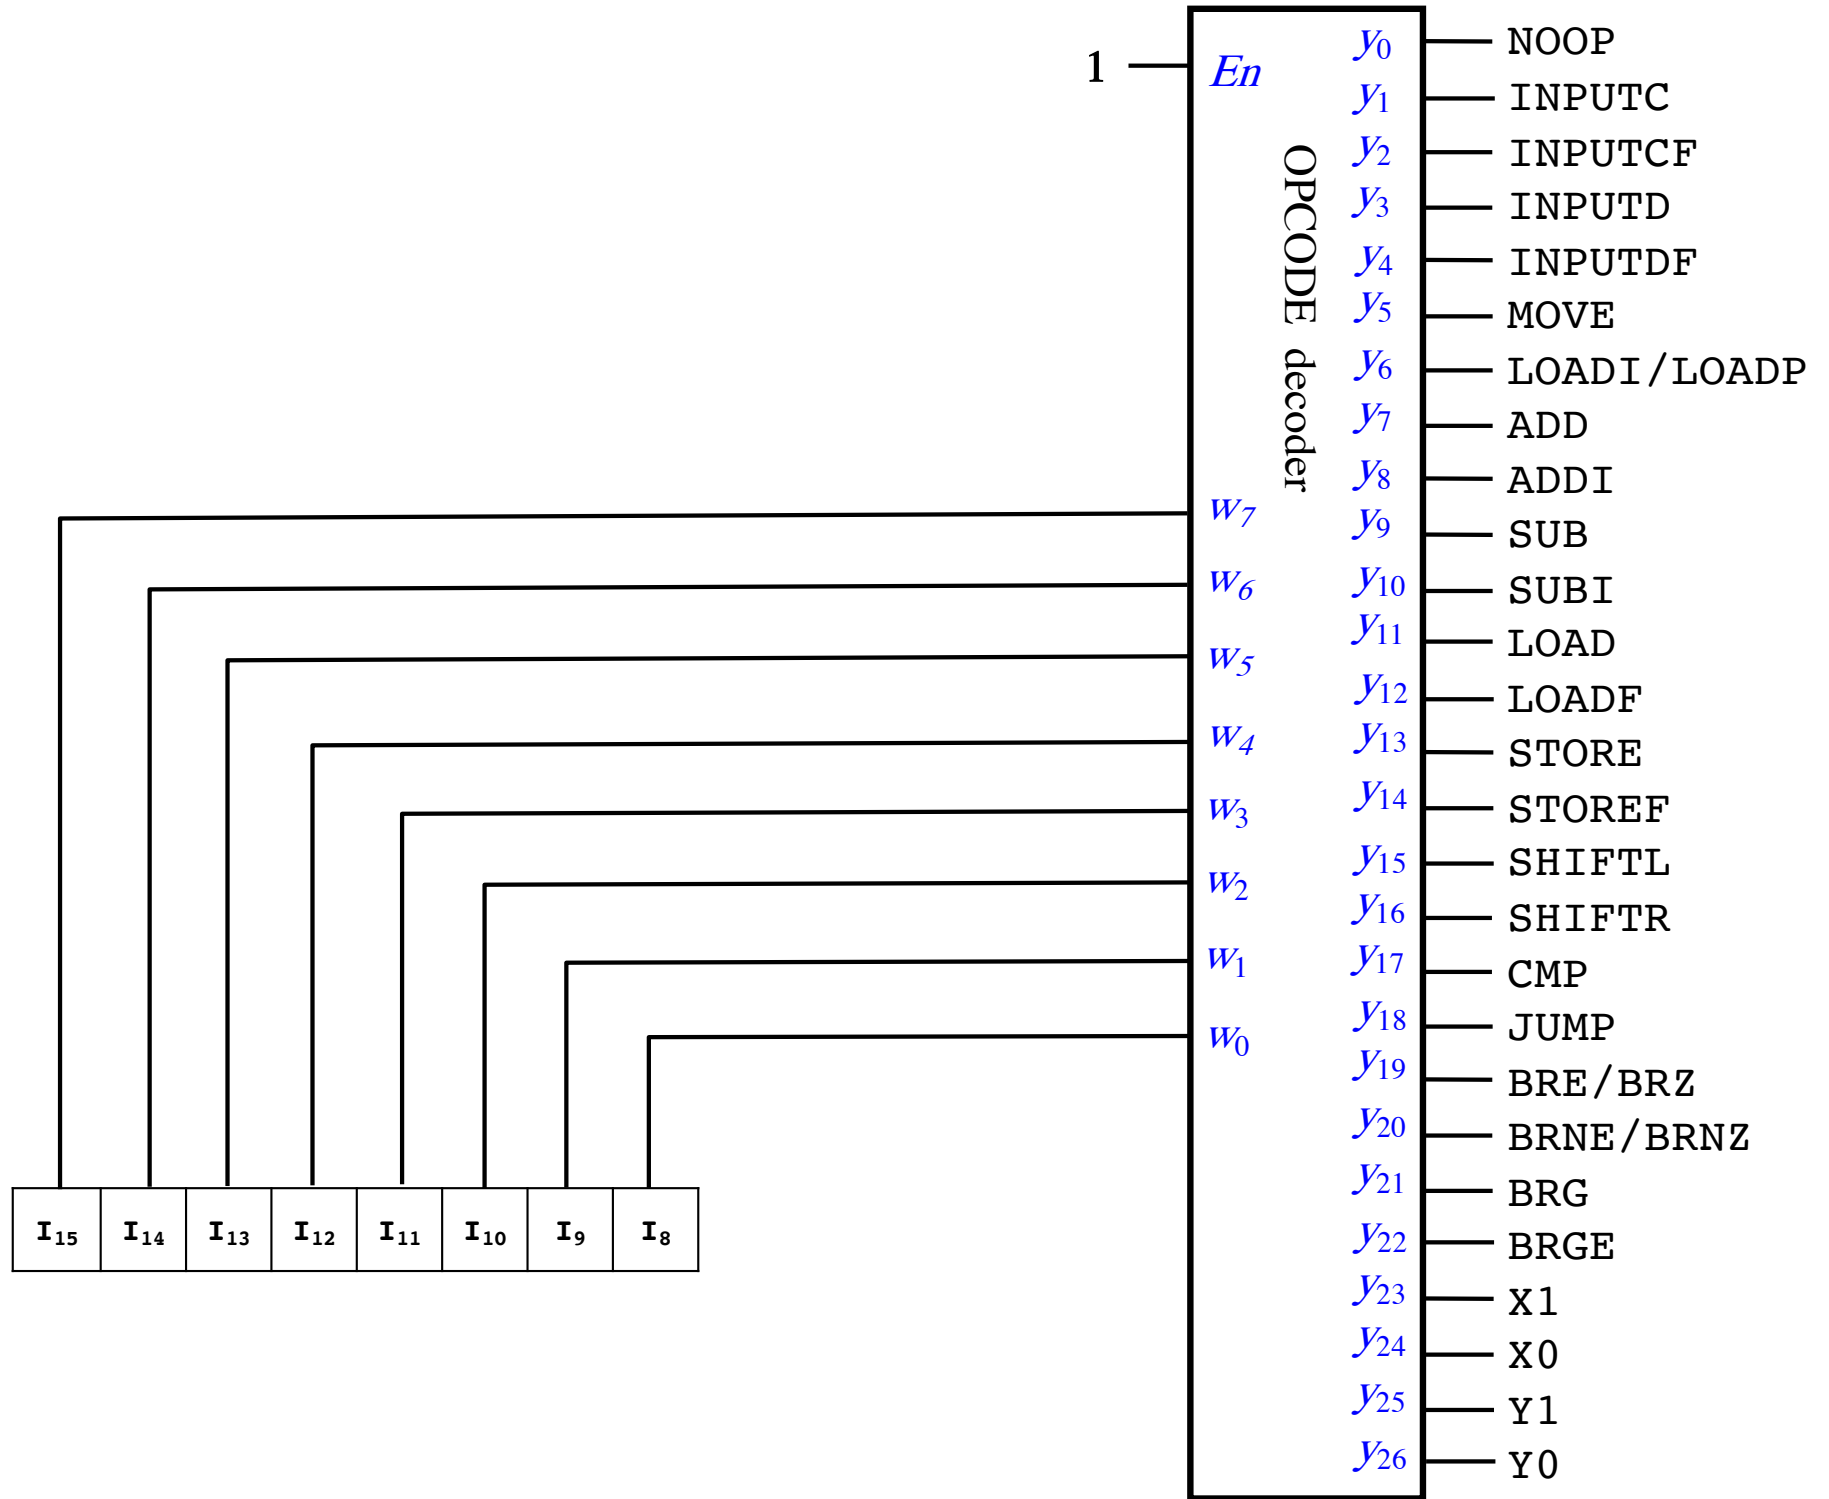 1
En
OPCODE decoder
w7
w6
w5
w4
w3
w2
w1
w0
y0 NOOP
y1 INPUTC
y2 INPUTCF
y3 INPUTD
y4 INPUTDF
y5 MOVE
y6 LOADI/LOADP
y7 ADD
y8 ADDI
y9 SUB
y10 SUBI
y11 LOAD
y12 LOADF
y13 STORE
y14 STOREF
y15 SHIFTL
y16 SHIFTR
y17 CMP
y18 JUMP
y19 BRE/BRZ
y20 BRNE/BRNZ
y21 BRG
y22 BRGE
y23 X1
y24 X0
y25 Y1
y26 Y0
I15 I14 I13 I12 I11 I10 I9 I8